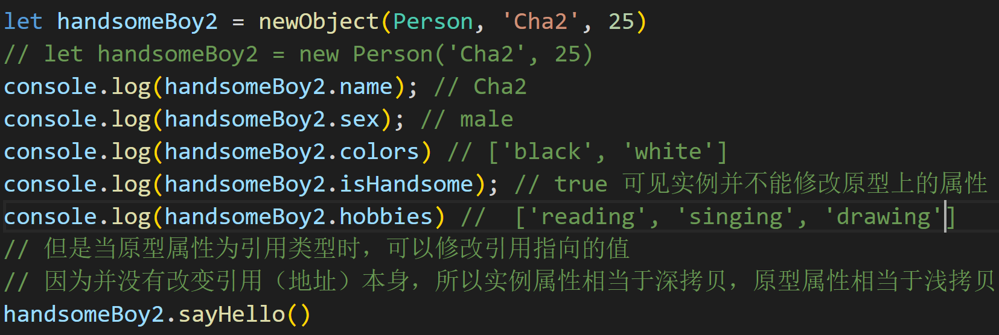 let handsomeBoy2 = newObject(Person, 'Cha2', 25)
// let handsomeBoy2 = new Person('Cha2', 25)
console.log(handsomeBoy2.name); // Cha2
console.log(handsomeBoy2.sex); // male
console.log(handsomeBoy2.colors) // ['black', 'white']
console.log(handsomeBoy2.isHandsome); // true 可见实例并不能修改原型上的属性
console.log(handsomeBoy2.hobbies) //  ['reading', 'singing', 'drawing']
// 但是当原型属性为引用类型时，可以修改引用指向的值
// 因为并没有改变引用（地址）本身，所以实例属性相当于深拷贝，原型属性相当于浅拷贝
handsomeBoy2.sayHello()